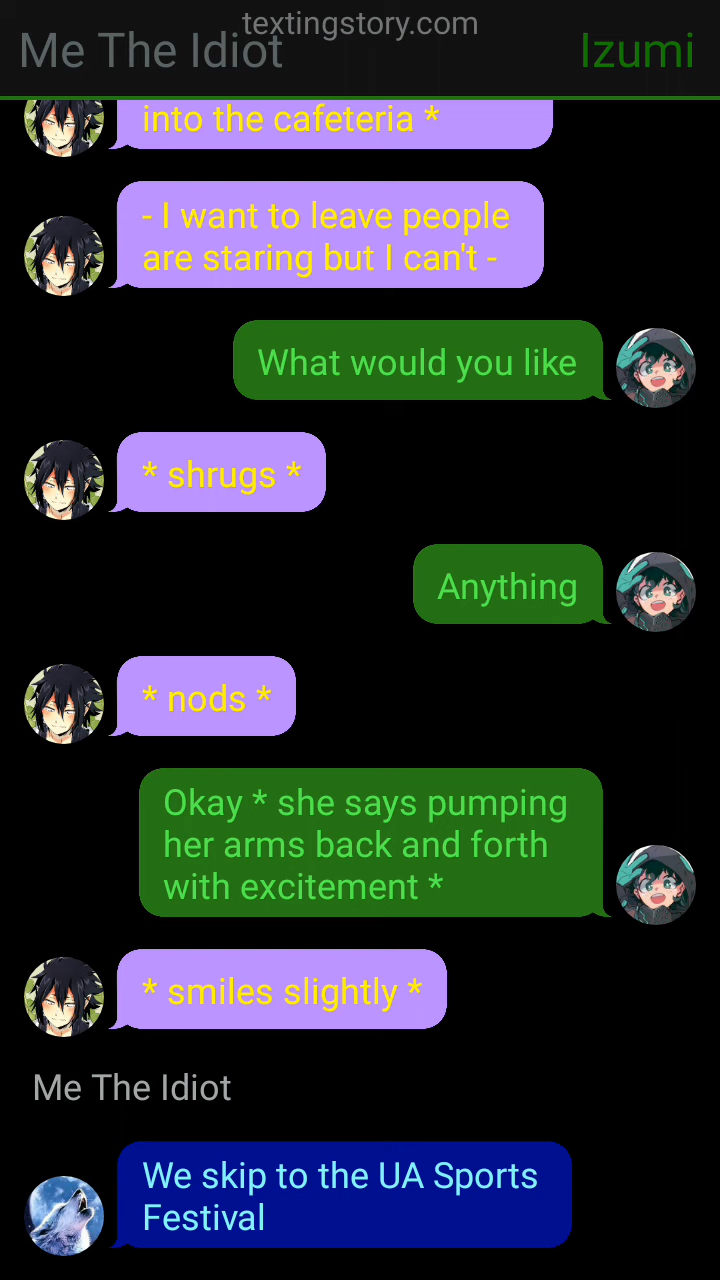 textingstory.com
Me The Idiot
Izumi
into the cafeteria *
- I want to leave people
are staring but I can't -
What would you like
* shrugs *
Anything
* nods *
Okay * she says pumping
her arms back and forth
with excitement *
* smiles slightly *
Me The Idiot
We skip to the UA Sports
Festival